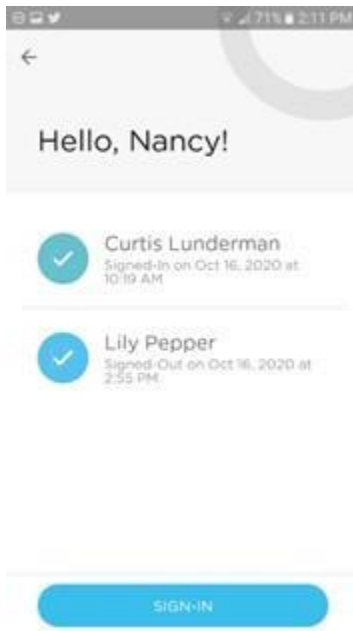 71% 2:11 PM
Hello, Nancy!
Curtis Lunderman
Signed-In on Oct 16, 2020 at
10:19 AM
Lily Pepper
Signed-Out on Oct 16, 2020 at
2:55 PM
SIGN-IN